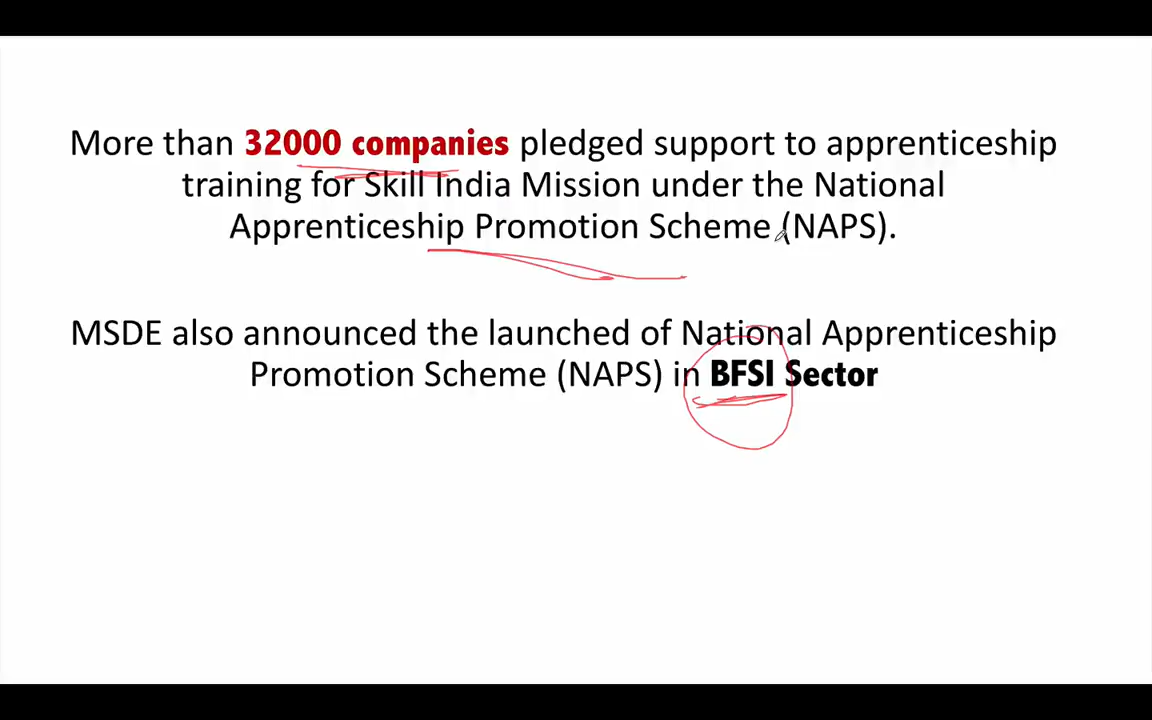 More than 32000 companies pledged support to apprenticeship
training for Skill India Mission under the National
Apprenticeship Promotion Scheme (NAPS).
MSDE also announced the launched of National Apprenticeship
Promotion Scheme (NAPS) in BFSI Sector